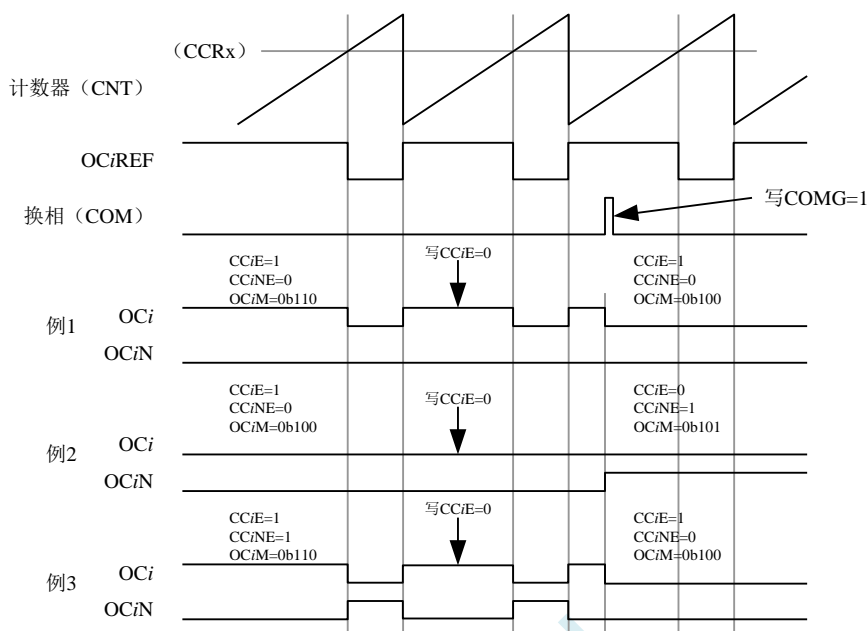 （CCRx）
计数器（CNT）
OCiREF
换相（COM）
写COMG=1
CCiE=1
CCiNE=0
OCiM=0b110
写CCiE=0
CCiE=1
CCiNE=0
OCiM=0b100
例1
OCi
OCiN
CCiE=1
CCiNE=0
OCiM=0b100
写CCiE=0
CCiE=0
CCiNE=1
OCiM=0b101
例2
OCi
OCiN
CCiE=1
CCiNE=1
OCiM=0b110
写CCiE=0
CCiE=1
CCiNE=0
OCiM=0b100
例3
OCi
OCiN